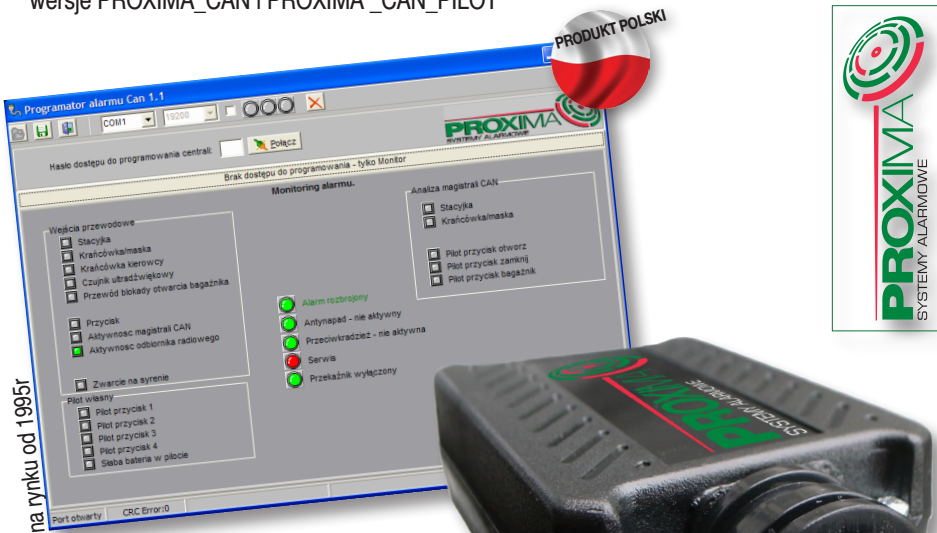 wersje PROXIMA_CAN i PROXIMA _CAN_PILOT
PRODUKT POLSKI
Programator alarmu Can 1.1
COM1
19200
Hasło dostępu do programowania centrali:
Połącz
PROXIMA
SYSTEMY ALARMOWE
Brak dostępu do programowania - tylko Monitor
Monitoring alarmu.
Wejścia przewodowe
Stacyjka
Krańcówka/maska
Krańcówka kierowcy
Czujnik ultradźwiękowy
Przewód blokady otwarcia bagażnika
Przycisk
Aktywnosc magistrali CAN
Aktywnosc odbiornika radiowego
Zwarcie na syrenie
Pilot własny
Pilot przycisk 1
Pilot przycisk 2
Pilot przycisk 3
Pilot przycisk 4
Słaba bateria w pilocie
Alarm rozbrojony
Antynapad - nie aktywny
Przeciwkradzież - nie aktywna
Serwis
Przekaźnik wyłączony
Analiza magistrali CAN
Stacyjka
Krańcówka/maska
Pilot przycisk otworz
Pilot przycisk zamknij
Pilot przycisk bagażnik
Port otwarty
CRC Error:0
na rynku od 1995r
PROXIMA
SYSTEMY ALARMOWE
PROXIMA
SYSTEMY ALARMOWE